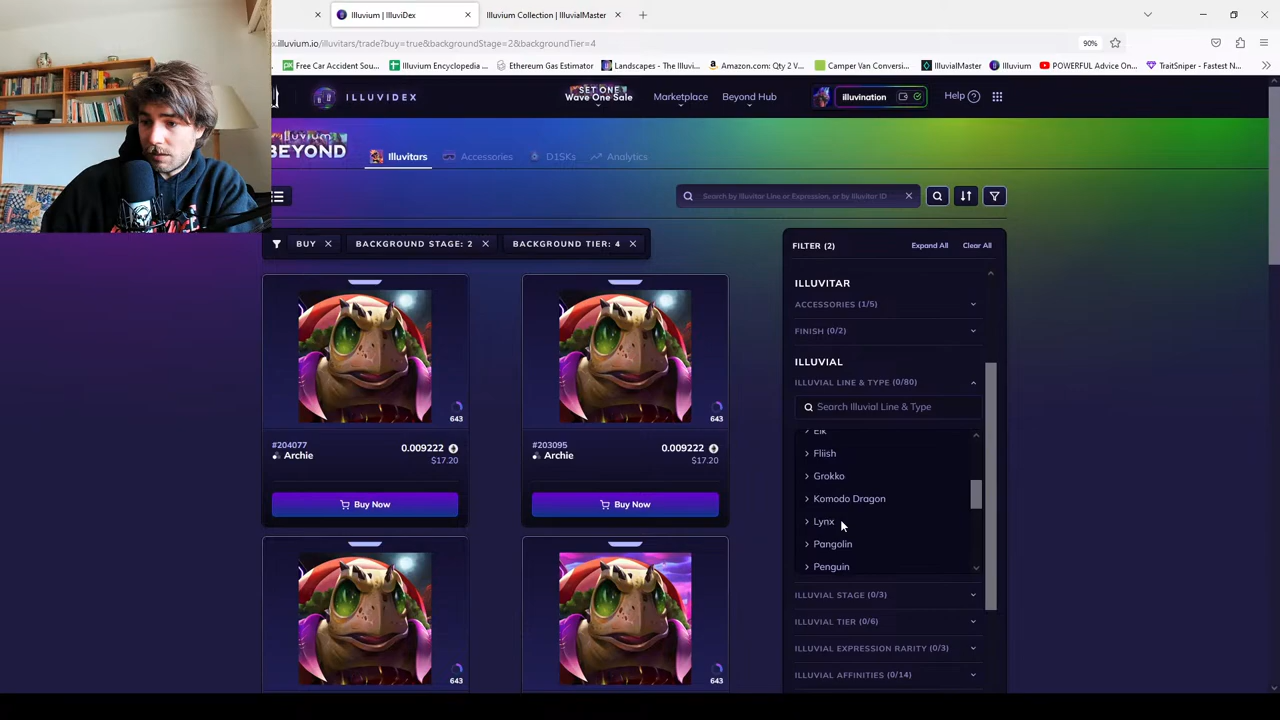 Illuvium | IlluviDex
Illuvium Collection | IlluvialMaster
x.illuvium.io/illuvitars/trade?buy=true&backgroundStage=2&backgroundTier=4
90%
Free Car Accident Sou...
Illuvium Encyclopedia ...
Ethereum Gas Estimator
Landscapes - The Illuvi...
Amazon.com: Qty 2 V...
Camper Van Conversi...
IlluvialMaster
Illuvium
POWERFUL Advice On...
TraitSniper - Fastest N...
ILLUVIDEX
SET ONE
Wave One Sale
Marketplace
Beyond Hub
illuvination
Help
Illuvium
BEYOND
Illuvitars
Accessories
D1SKs
Analytics
Search by Illuvitar Line or Expression, or by Illuvitar ID
BUY
BACKGROUND STAGE: 2
BACKGROUND TIER: 4
FILTER (2)
Expand All
Clear All
643
#204077
Archie
0.009222
$17.20
Buy Now
643
#203095
Archie
0.009222
$17.20
Buy Now
643
643
ILLUVITAR
ACCESSORIES (1/5)
FINISH (0/2)
ILLUVIAL
ILLUVIAL LINE & TYPE (0/80)
Search Illuvial Line & Type
Elk
Fliish
Grokko
Komodo Dragon
Lynx
Pangolin
Penguin
ILLUVIAL STAGE (0/3)
ILLUVIAL TIER (0/6)
ILLUVIAL EXPRESSION RARITY (0/3)
ILLUVIAL AFFINITIES (0/14)